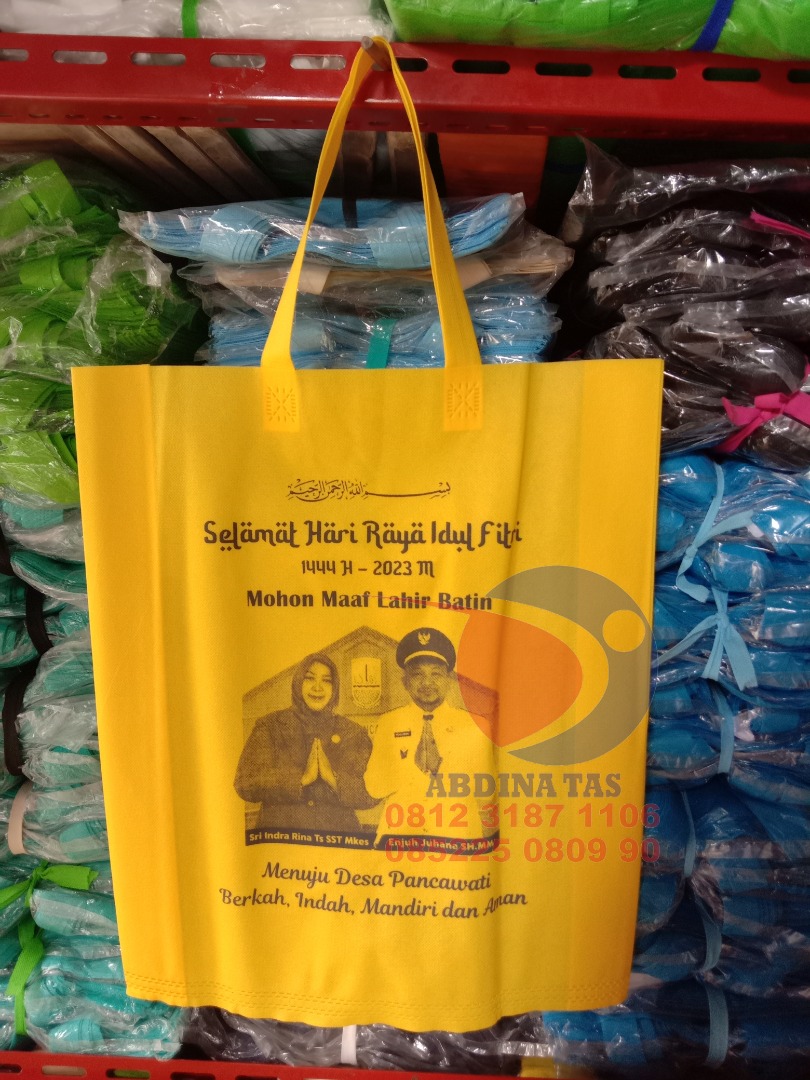 بسم الله الرحمن الرحيم
Selamat Hari Raya Idul Fitri
1444 H - 2023 M
Mohon Maaf Lahir Batin
Sri Indra Rina Ts SST Mkes
Enjuh Juhana SH.MM
Menuju Desa Pancawati
Berkah, Indah, Mandiri dan Aman
ABDINA TAS
0812 3187 1106
085225 0809 90